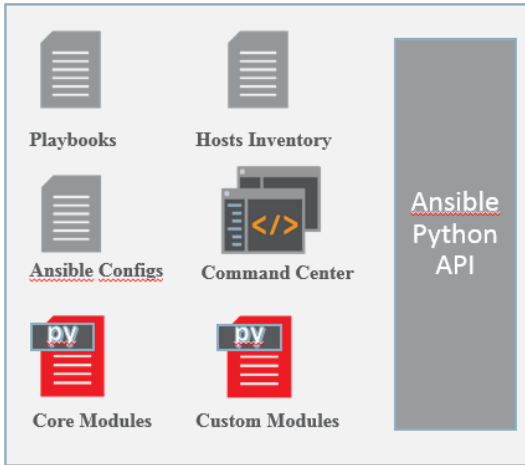 Playbooks
Hosts Inventory
</>
Ansible Configs
Command Center
py
Core Modules
py
Custom Modules
Ansible
Python
API